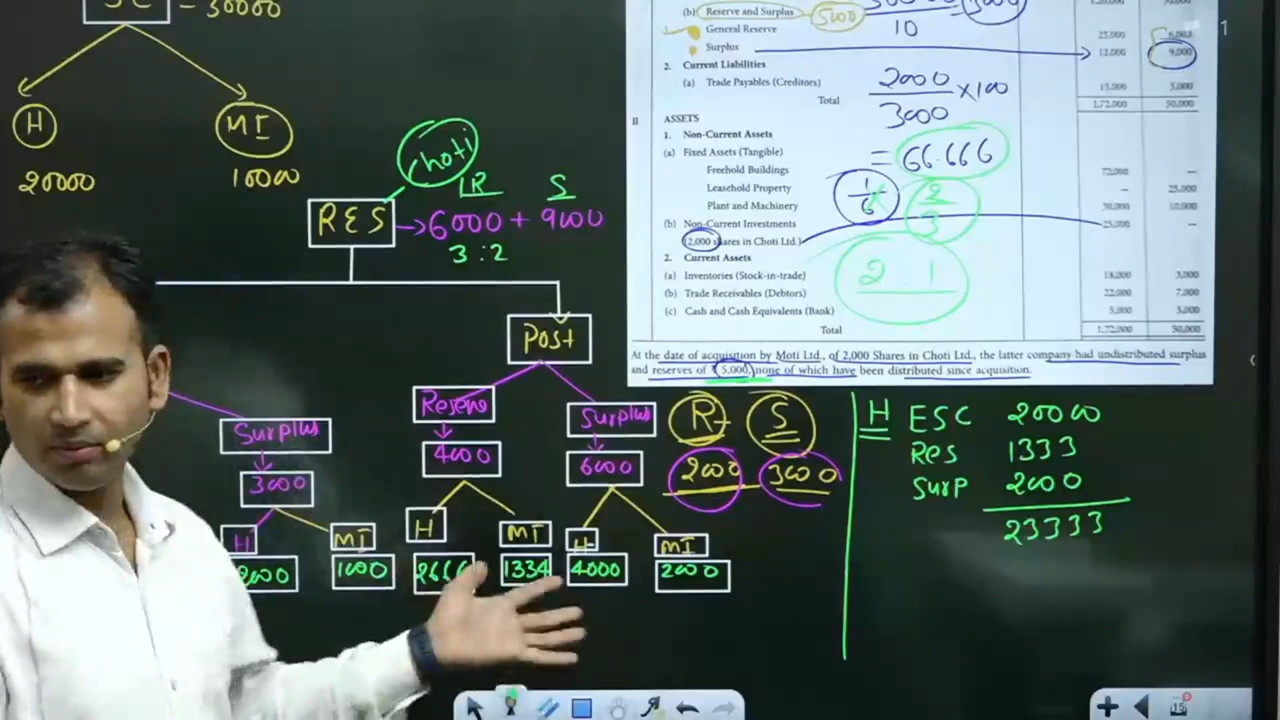 = 30000
H
MI
20000
10000
Choti
R
S
RES
6000 + 9000
3:2
Post
Reserve
Surplus
4000
6000
Surplus
3000
H
MI
H
MI
H
MI
2000
1000
1334
4000
2000
(b) Reserve and Surplus
5000
10
General Reserve
25,000
Surplus
12,000
9,000
2. Current Liabilities
(a) Trade Payables (Creditors)
15,000
5,000
Total
1,72,000
50,000
2000
3000
×100
= 66.666
1
6
2
3
2 1
II ASSETS
1. Non-Current Assets
(a) Fixed Assets (Tangible)
Freehold Buildings
72,000
–
Leasehold Property
–
25,000
Plant and Machinery
30,000
10,000
(b) Non-Current Investments
25,000
–
(2,000 shares in Choti Ltd.)
2. Current Assets
(a) Inventories (Stock-in-trade)
18,000
3,000
(b) Trade Receivables (Debtors)
22,000
7,000
(c) Cash and Cash Equivalents (Bank)
5,000
5,000
Total
1,72,000
50,000
At the date of acquisition by Moti Ltd., of 2,000 Shares in Choti Ltd., the latter company had undistributed surplus
and reserves of ₹ 5,000, none of which have been distributed since acquisition.
1
R
S
2000
3000
H ESC 20000
Res 1333
Surp 2000
23333
15